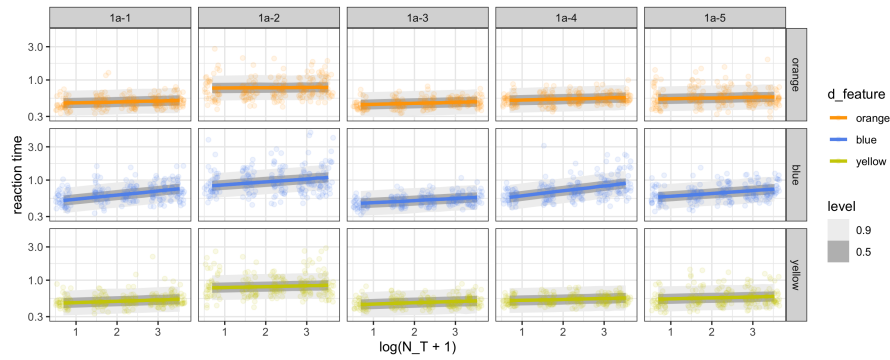 1a-1 1a-2 1a-3 1a-4 1a-5
3.0
1.0
0.3
orange
3.0
1.0
0.3
blue
3.0
1.0
0.3
yellow
reaction time
1 2 3 1 2 3 1 2 3 1 2 3 1 2 3
log(N_T + 1)
d_feature
orange
blue
yellow
level
0.9
0.5